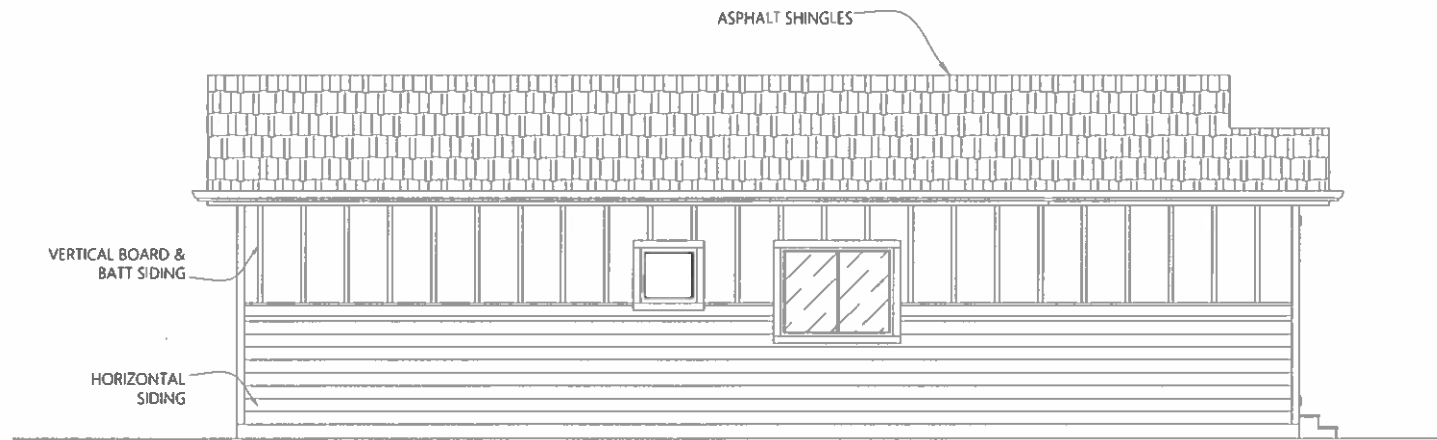 ASPHALT SHINGLES
VERTICAL BOARD &
BATT SIDING
HORIZONTAL
SIDING